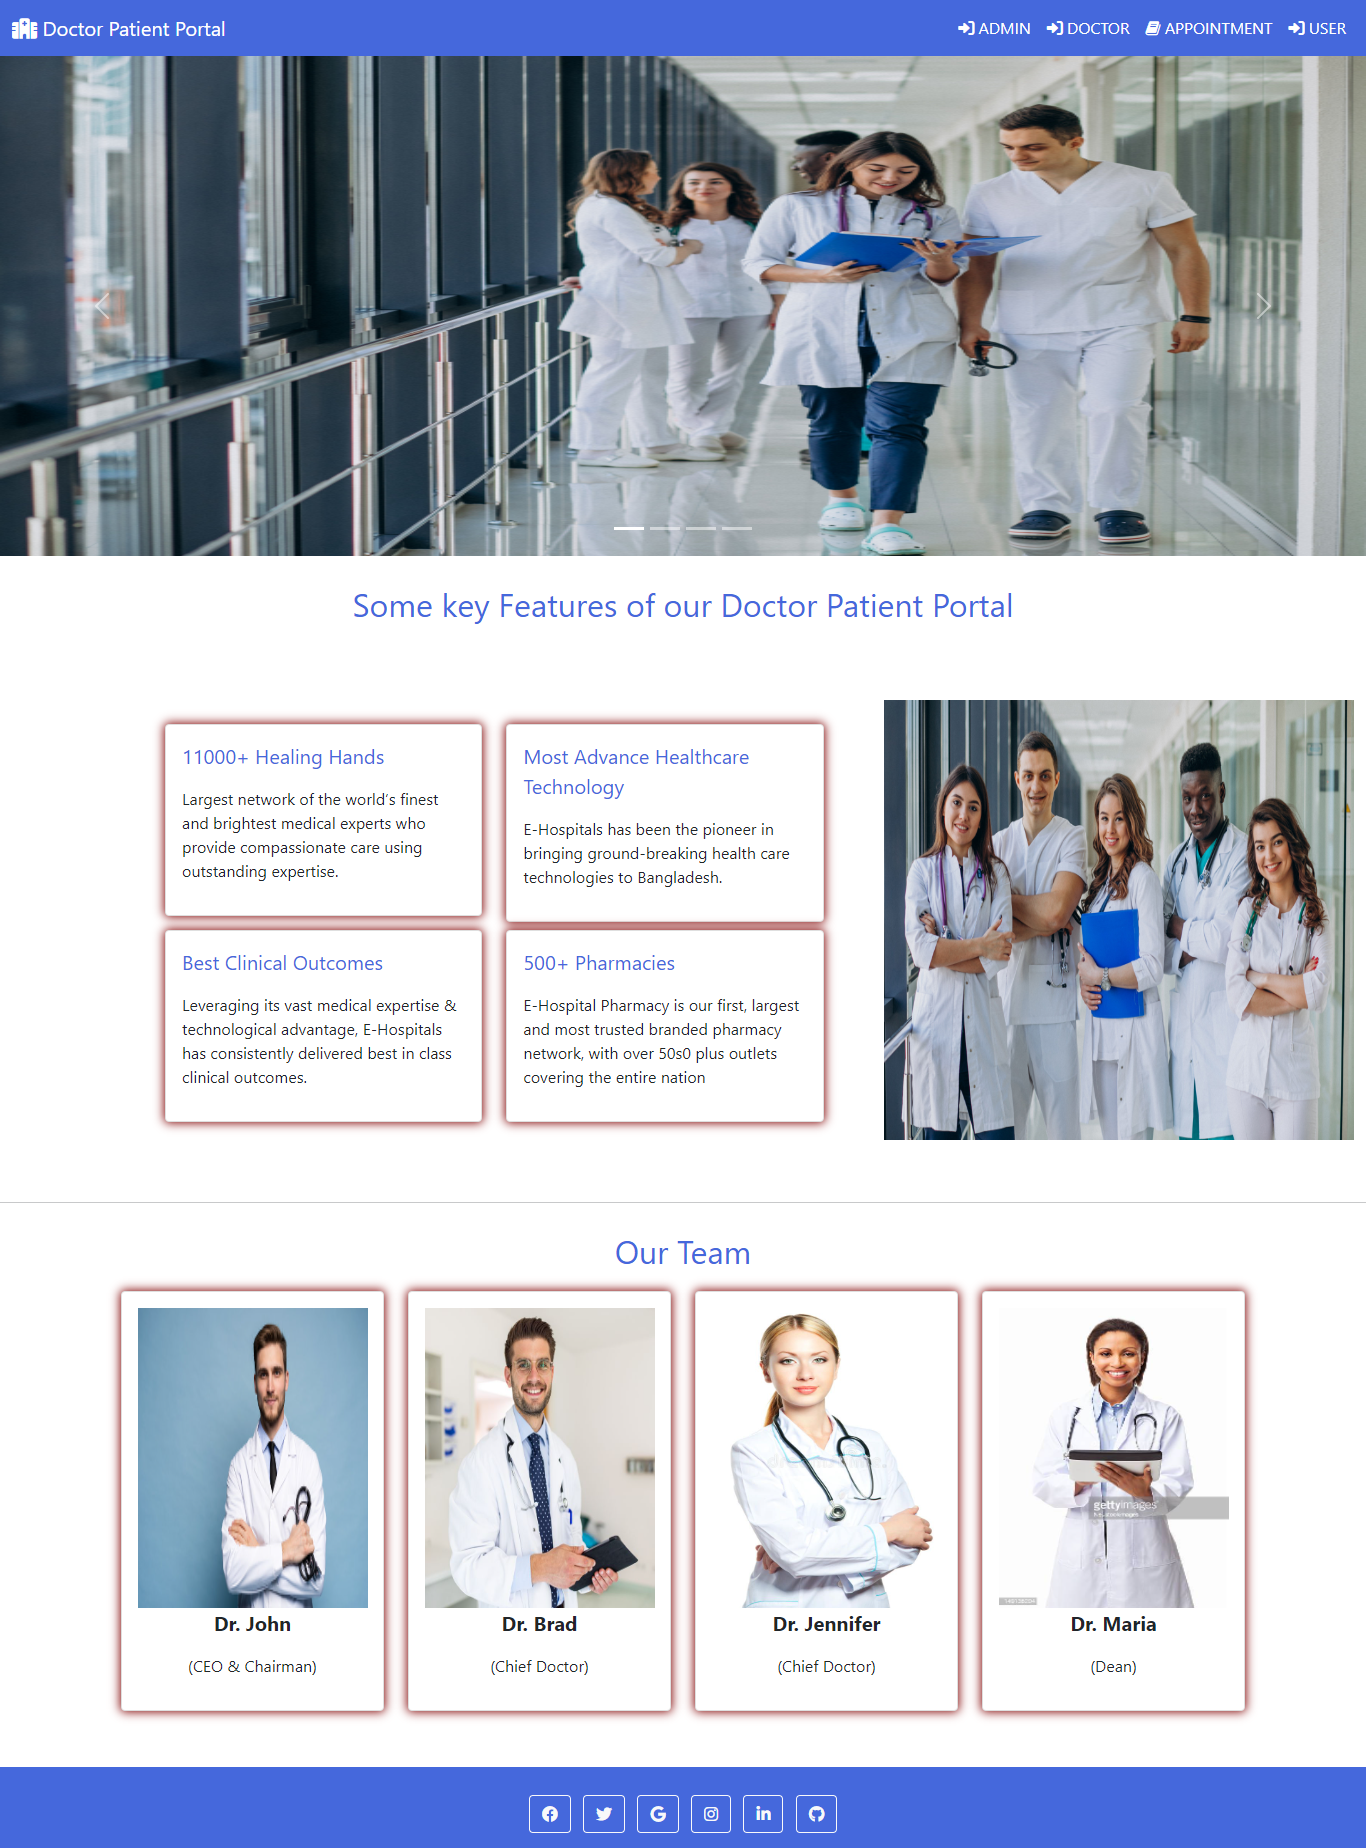 Doctor Patient Portal
ADMIN
DOCTOR
APPOINTMENT
USER
Some key Features of our Doctor Patient Portal
11000+ Healing Hands
Largest network of the world's finest
and brightest medical experts who
provide compassionate care using
outstanding expertise.
Most Advance Healthcare
Technology
E-Hospitals has been the pioneer in
bringing ground-breaking health care
technologies to Bangladesh.
Best Clinical Outcomes
Leveraging its vast medical expertise &
technological advantage, E-Hospitals
has consistently delivered best in class
clinical outcomes.
500+ Pharmacies
E-Hospital Pharmacy is our first, largest
and most trusted branded pharmacy
network, with over 50s0 plus outlets
covering the entire nation
Our Team
gettyimages
Dr. John
(CEO & Chairman)
Dr. Brad
(Chief Doctor)
Dr. Jennifer
(Chief Doctor)
Dr. Maria
(Dean)